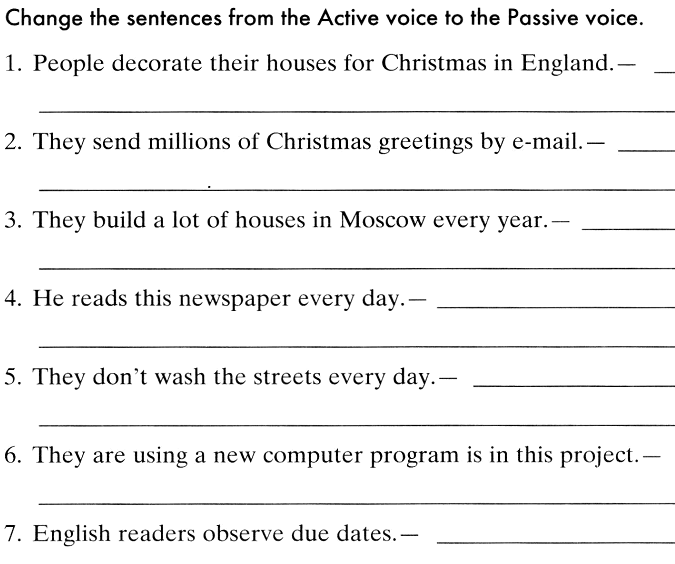 Change the sentences from the Active voice to the Passive voice.
1. People decorate their houses for Christmas in England.—
2. They send millions of Christmas greetings by e-mail.—
3. They build a lot of houses in Moscow every year.—
4. He reads this newspaper every day.—
5. They don't wash the streets every day.—
6. They are using a new computer program is in this project.—
7. English readers observe due dates.—